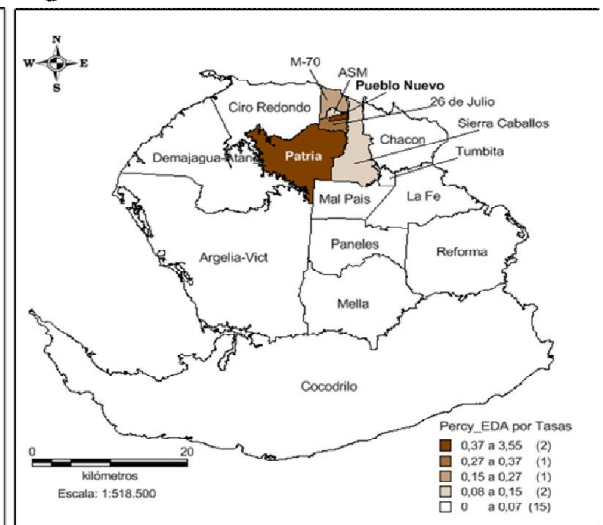 N
W E
S
M-70
ASM
Pueblo Nuevo
26 de Julio
Sierra Caballos
Tumbita
Ciro Redondo
Chacon
Demajagua-Atan
Patria
Mal Pais
La Fe
Argelia-Vict
Paneles
Reforma
Mella
Cocodrilo
Percy_EDA por Tasas
0,37 a 3,55 (2)
0,27 a 0,37 (1)
0,15 a 0,27 (1)
0,08 a 0,15 (2)
0 a 0,07 (15)
0 20
kilómetros
Escala: 1:518.500